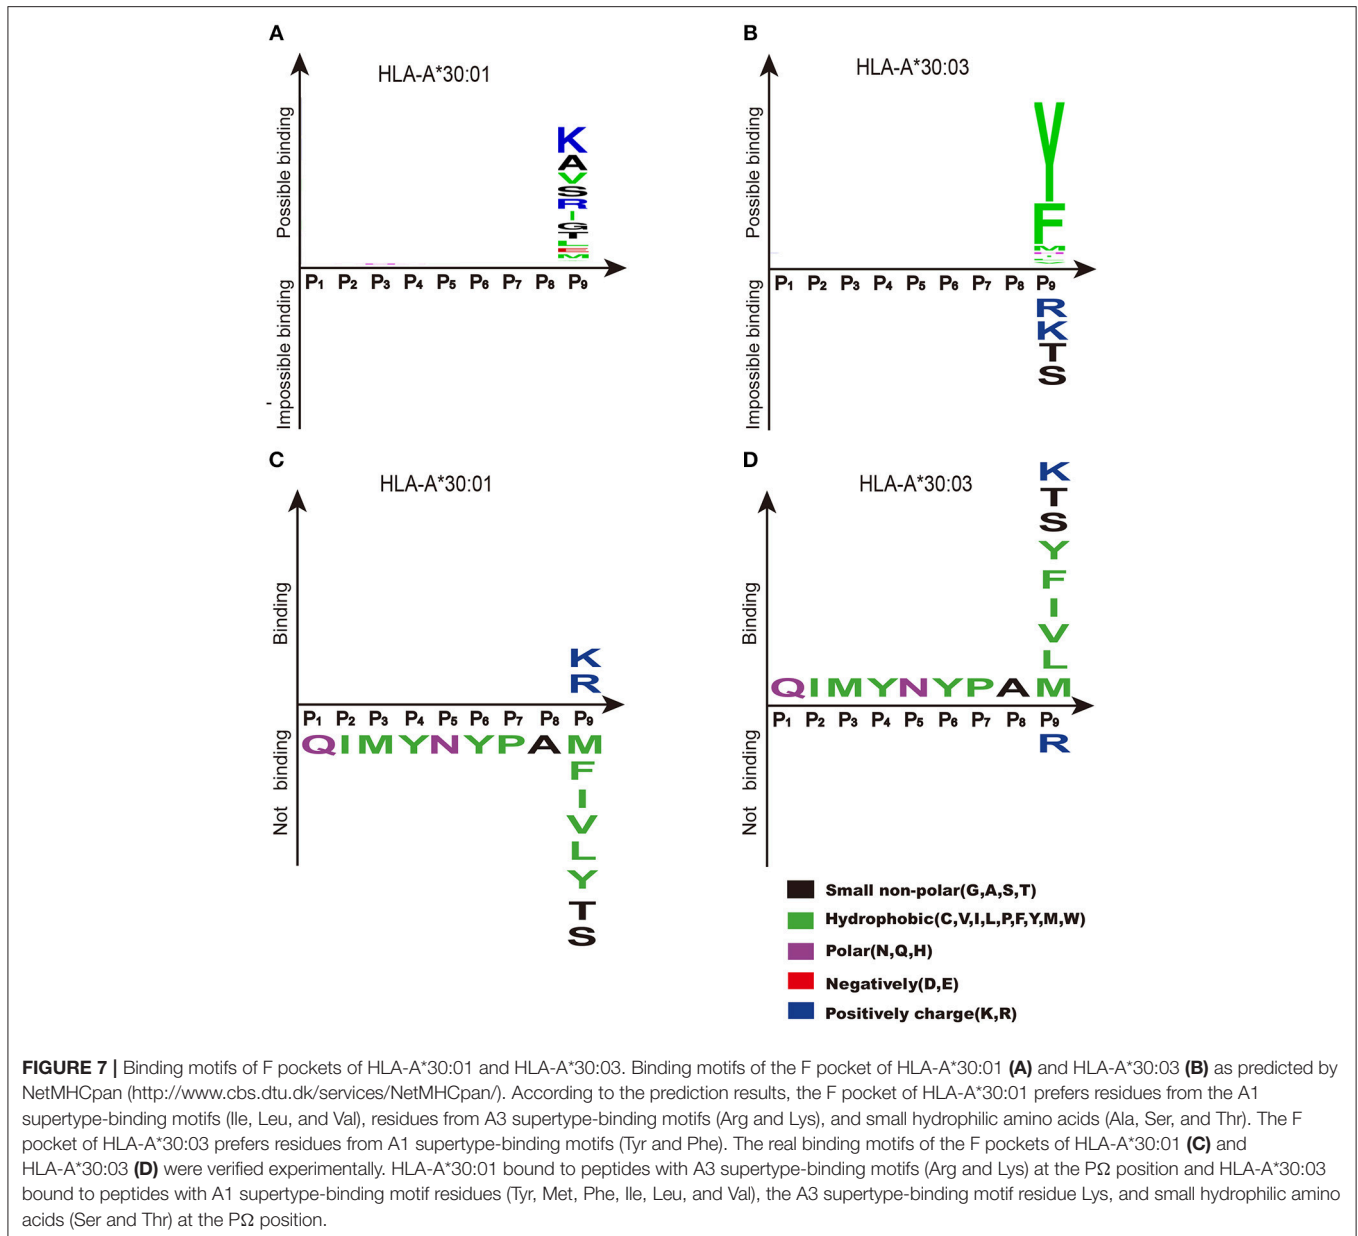 A
HLA-A*30:01
Possible binding
Impossible binding
K
A
V
S
R
I
G
T
L
E
M
P1 P2 P3 P4 P5 P6 P7 P8 P9
-
B
HLA-A*30:03
Possible binding
Impossible binding
Y
F
M
P1 P2 P3 P4 P5 P6 P7 P8 P9
R
K
T
S
C
HLA-A*30:01
Binding
Not binding
K
R
P1 P2 P3 P4 P5 P6 P7 P8 P9
QIMYNYPAM
F
I
V
L
Y
T
S
D
HLA-A*30:03
Binding
Not binding
K
T
S
Y
F
I
V
L
QIMYNYPAM
P1 P2 P3 P4 P5 P6 P7 P8 P9
R
Small non-polar(G,A,S,T)
Hydrophobic(C,V,I,L,P,F,Y,M,W)
Polar(N,Q,H)
Negatively(D,E)
Positively charge(K,R)
FIGURE 7 | Binding motifs of F pockets of HLA-A*30:01 and HLA-A*30:03. Binding motifs of the F pocket of HLA-A*30:01 (A) and HLA-A*30:03 (B) as predicted by
NetMHCpan (http://www.cbs.dtu.dk/services/NetMHCpan/). According to the prediction results, the F pocket of HLA-A*30:01 prefers residues from the A1
supertype-binding motifs (Ile, Leu, and Val), residues from A3 supertype-binding motifs (Arg and Lys), and small hydrophilic amino acids (Ala, Ser, and Thr). The F
pocket of HLA-A*30:03 prefers residues from A1 supertype-binding motifs (Tyr and Phe). The real binding motifs of the F pockets of HLA-A*30:01 (C) and
HLA-A*30:03 (D) were verified experimentally. HLA-A*30:01 bound to peptides with A3 supertype-binding motifs (Arg and Lys) at the PΩ position and HLA-A*30:03
bound to peptides with A1 supertype-binding motif residues (Tyr, Met, Phe, Ile, Leu, and Val), the A3 supertype-binding motif residue Lys, and small hydrophilic amino
acids (Ser and Thr) at the PΩ position.